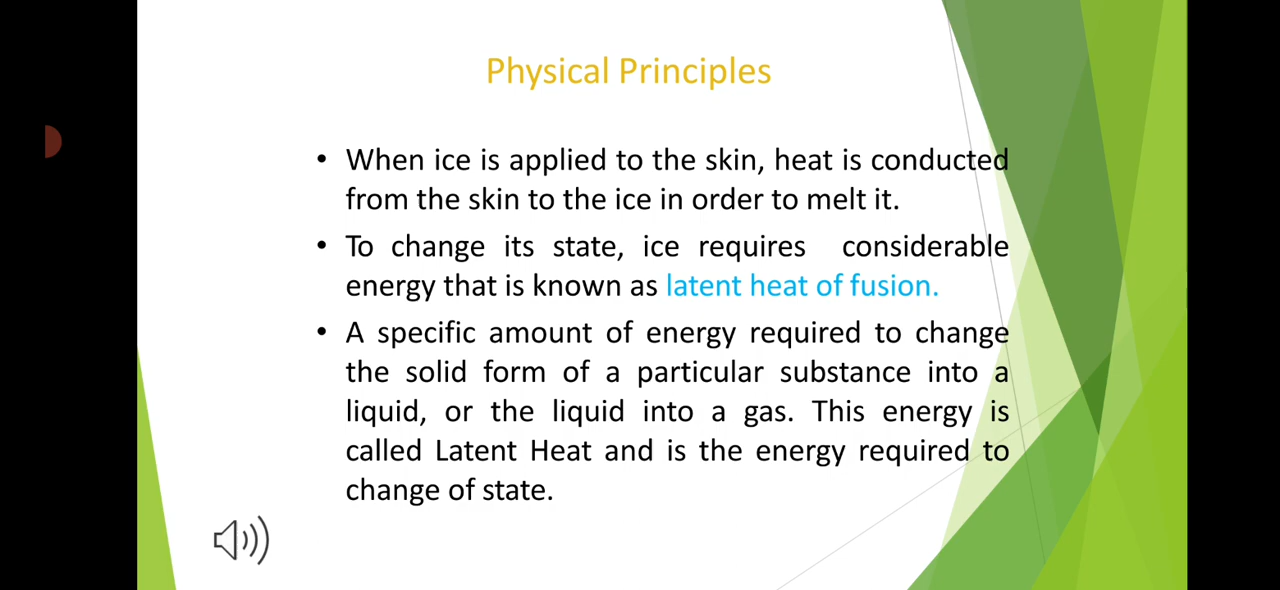 Physical Principles
• When ice is applied to the skin, heat is conducted
from the skin to the ice in order to melt it.
• To change its state, ice requires considerable
energy that is known as latent heat of fusion.
• A specific amount of energy required to change
the solid form of a particular substance into a
liquid, or the liquid into a gas. This energy is
called Latent Heat and is the energy required to
change of state.